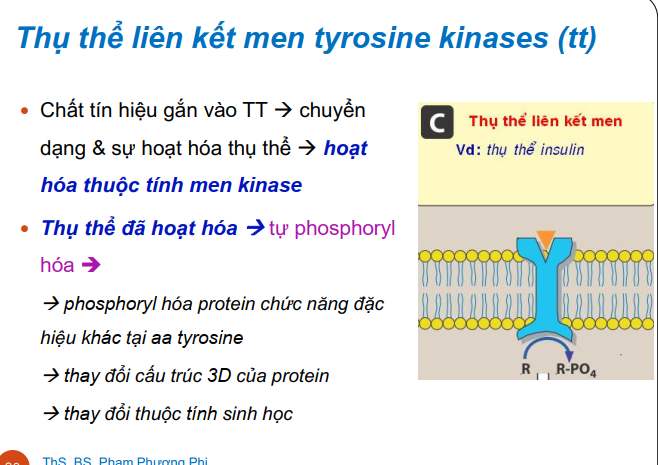 Thụ thể liên kết men tyrosine kinases (tt)
• Chất tín hiệu gắn vào TT → chuyển
dạng & sự hoạt hóa thụ thể → hoạt
hóa thuộc tính men kinase
• Thụ thể đã hoạt hóa → tự phosphoryl
hóa →
→ phosphoryl hóa protein chức năng đặc
hiệu khác tại aa tyrosine
→ thay đổi cấu trúc 3D của protein
→ thay đổi thuộc tính sinh học
C
Thụ thể liên kết men
Vd: thụ thể insulin
R R-PO4
ThS. BS. Phạm Phương Phi